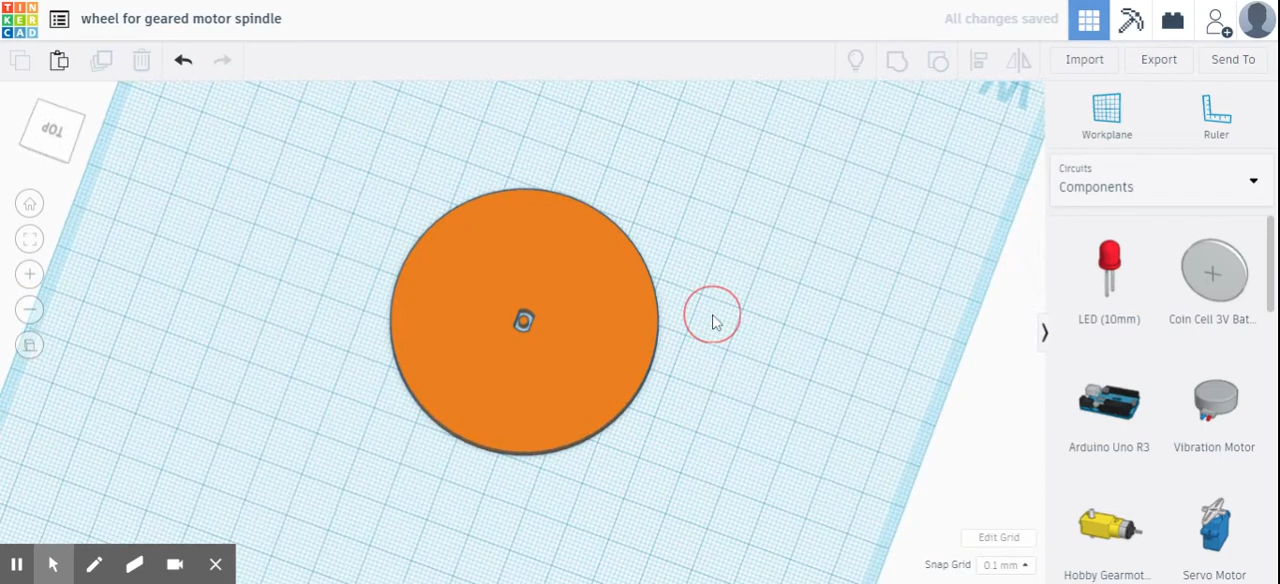 TIN
KER
CAD
wheel for geared motor spindle
All changes saved
Import
Export
Send To
TOP
W
Workplane
Ruler
Circuits
Components
LED (10mm)
Coin Cell 3V Bat...
Arduino Uno R3
Vibration Motor
Edit Grid
Snap Grid
0.1 mm
Hobby Gearmot...
Servo Motor